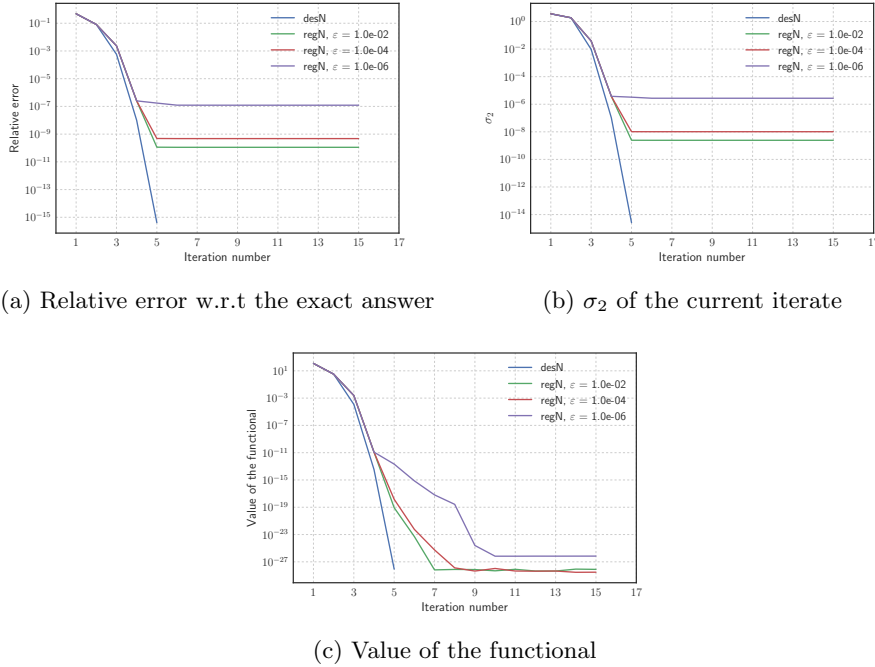 10⁻¹
10⁻³
10⁻⁵
10⁻⁷
10⁻⁹
10⁻¹¹
10⁻¹³
10⁻¹⁵
Relative error
desN
regN, ε = 1.0e-02
regN, ε = 1.0e-04
regN, ε = 1.0e-06
1 3 5 7 9 11 13 15 17
Iteration number
(a) Relative error w.r.t the exact answer
10⁰
10⁻²
10⁻⁴
10⁻⁶
10⁻⁸
10⁻¹⁰
10⁻¹²
10⁻¹⁴
σ₂
desN
regN, ε = 1.0e-02
regN, ε = 1.0e-04
regN, ε = 1.0e-06
1 3 5 7 9 11 13 15 17
Iteration number
(b) σ₂ of the current iterate
10¹
10⁻³
10⁻⁷
10⁻¹¹
10⁻¹⁵
10⁻¹⁹
10⁻²³
10⁻²⁷
Value of the functional
desN
regN, ε = 1.0e-02
regN, ε = 1.0e-04
regN, ε = 1.0e-06
1 3 5 7 9 11 13 15 17
Iteration number
(c) Value of the functional